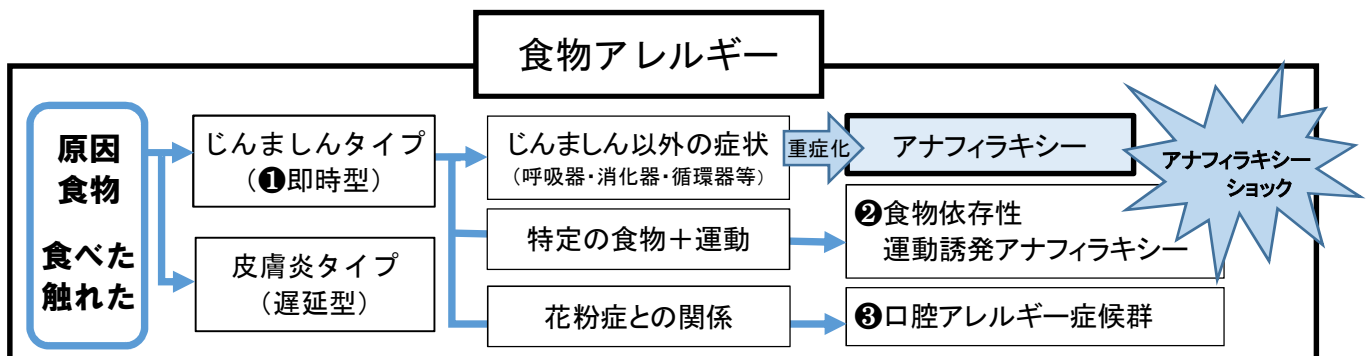 食物アレルギー
原因
食物
食べた
触れた
じんましんタイプ
（❶即時型）
皮膚炎タイプ
（遅延型）
じんましん以外の症状
（呼吸器・消化器・循環器等）
特定の食物＋運動
花粉症との関係
重症化
アナフィラキシー
❷食物依存性
運動誘発アナフィラキシー
❸口腔アレルギー症候群
アナフィラキシー
ショック